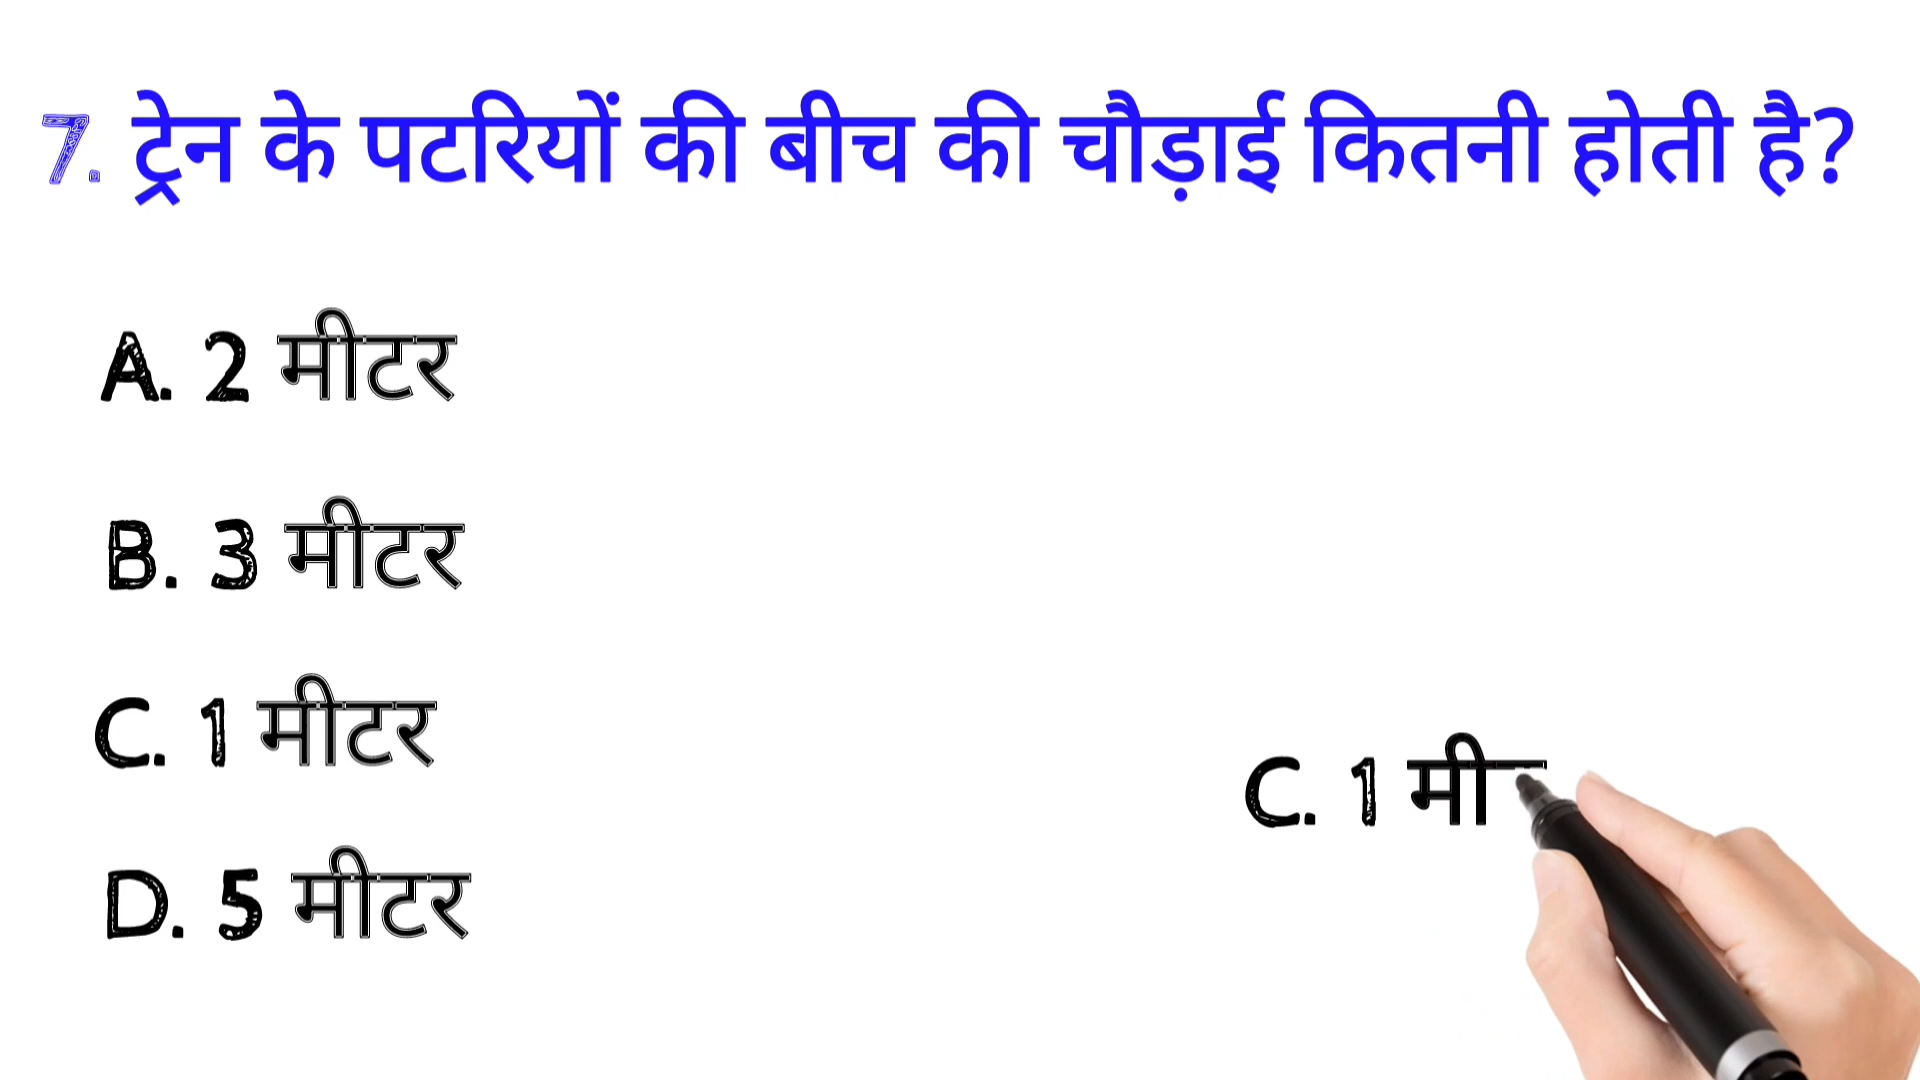 7. ट्रेन के पटरियों की बीच की चौड़ाई कितनी होती है?
A. 2 मीटर
B. 3 मीटर
C. 1 मीटर
D. 5 मीटर
C. 1 मी